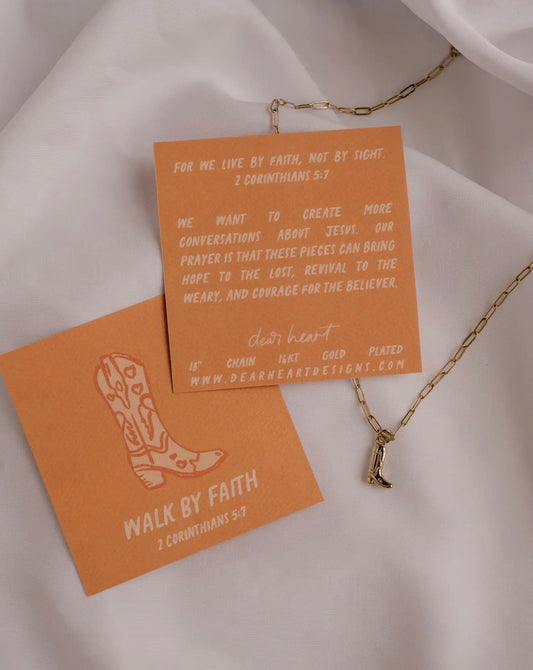 FOR WE LIVE BY FAITH, NOT BY SIGHT.
2 CORINTHIANS 5:7
WE WANT TO CREATE MORE
CONVERSATIONS ABOUT JESUS. OUR
PRAYER IS THAT THESE PIECES CAN BRING
HOPE TO THE LOST, REVIVAL TO THE
WEARY, AND COURAGE FOR THE BELIEVER.
dear heart
18" CHAIN 14KT GOLD PLATED
WWW.DEARHEARTDESIGNS.COM
WALK BY FAITH
2 CORINTHIANS 5:7